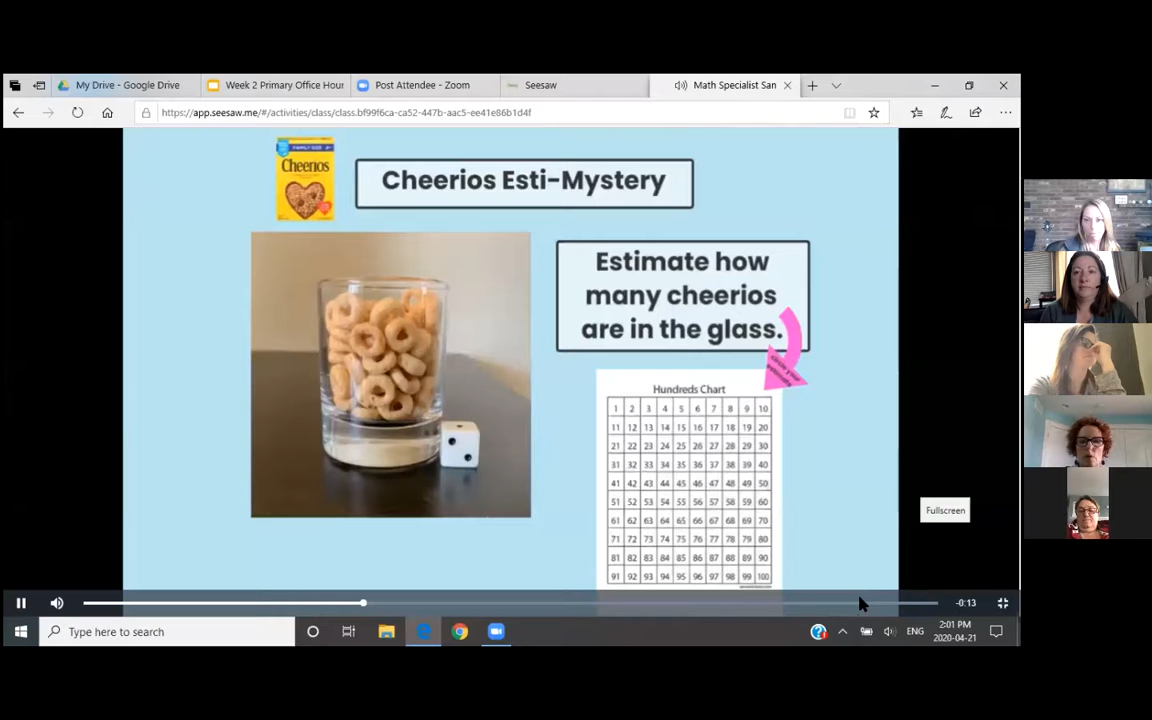 My Drive - Google Drive
Week 2 Primary Office Hour
Post Attendee - Zoom
Seesaw
Math Specialist San
https://app.seesaw.me/#/activities/class/class.bf99f6ca-ca52-447b-aac5-ee41e86b1d4f
FAMILY SIZE
Cheerios
Cheerios Esti-Mystery
Estimate how
many cheerios
are in the glass.
circle your
estimate
Hundreds Chart
1 2 3 4 5 6 7 8 9 10
11 12 13 14 15 16 17 18 19 20
21 22 23 24 25 26 27 28 29 30
31 32 33 34 35 36 37 38 39 40
41 42 43 44 45 46 47 48 49 50
51 52 53 54 55 56 57 58 59 60
61 62 63 64 65 66 67 68 69 70
71 72 73 74 75 76 77 78 79 80
81 82 83 84 85 86 87 88 89 90
91 92 93 94 95 96 97 98 99 100
Fullscreen
-0:13
Type here to search
ENG
2:01 PM
2020-04-21